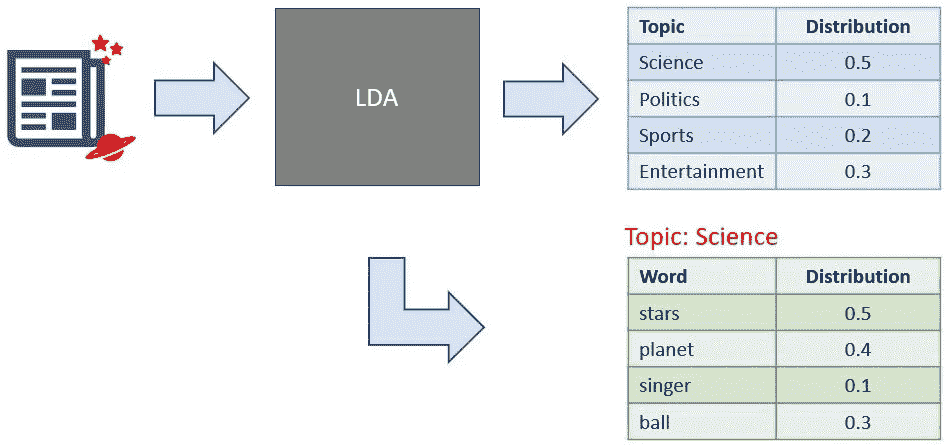 LDA
Topic Distribution
Science 0.5
Politics 0.1
Sports 0.2
Entertainment 0.3
Topic: Science
Word Distribution
stars 0.5
planet 0.4
singer 0.1
ball 0.3